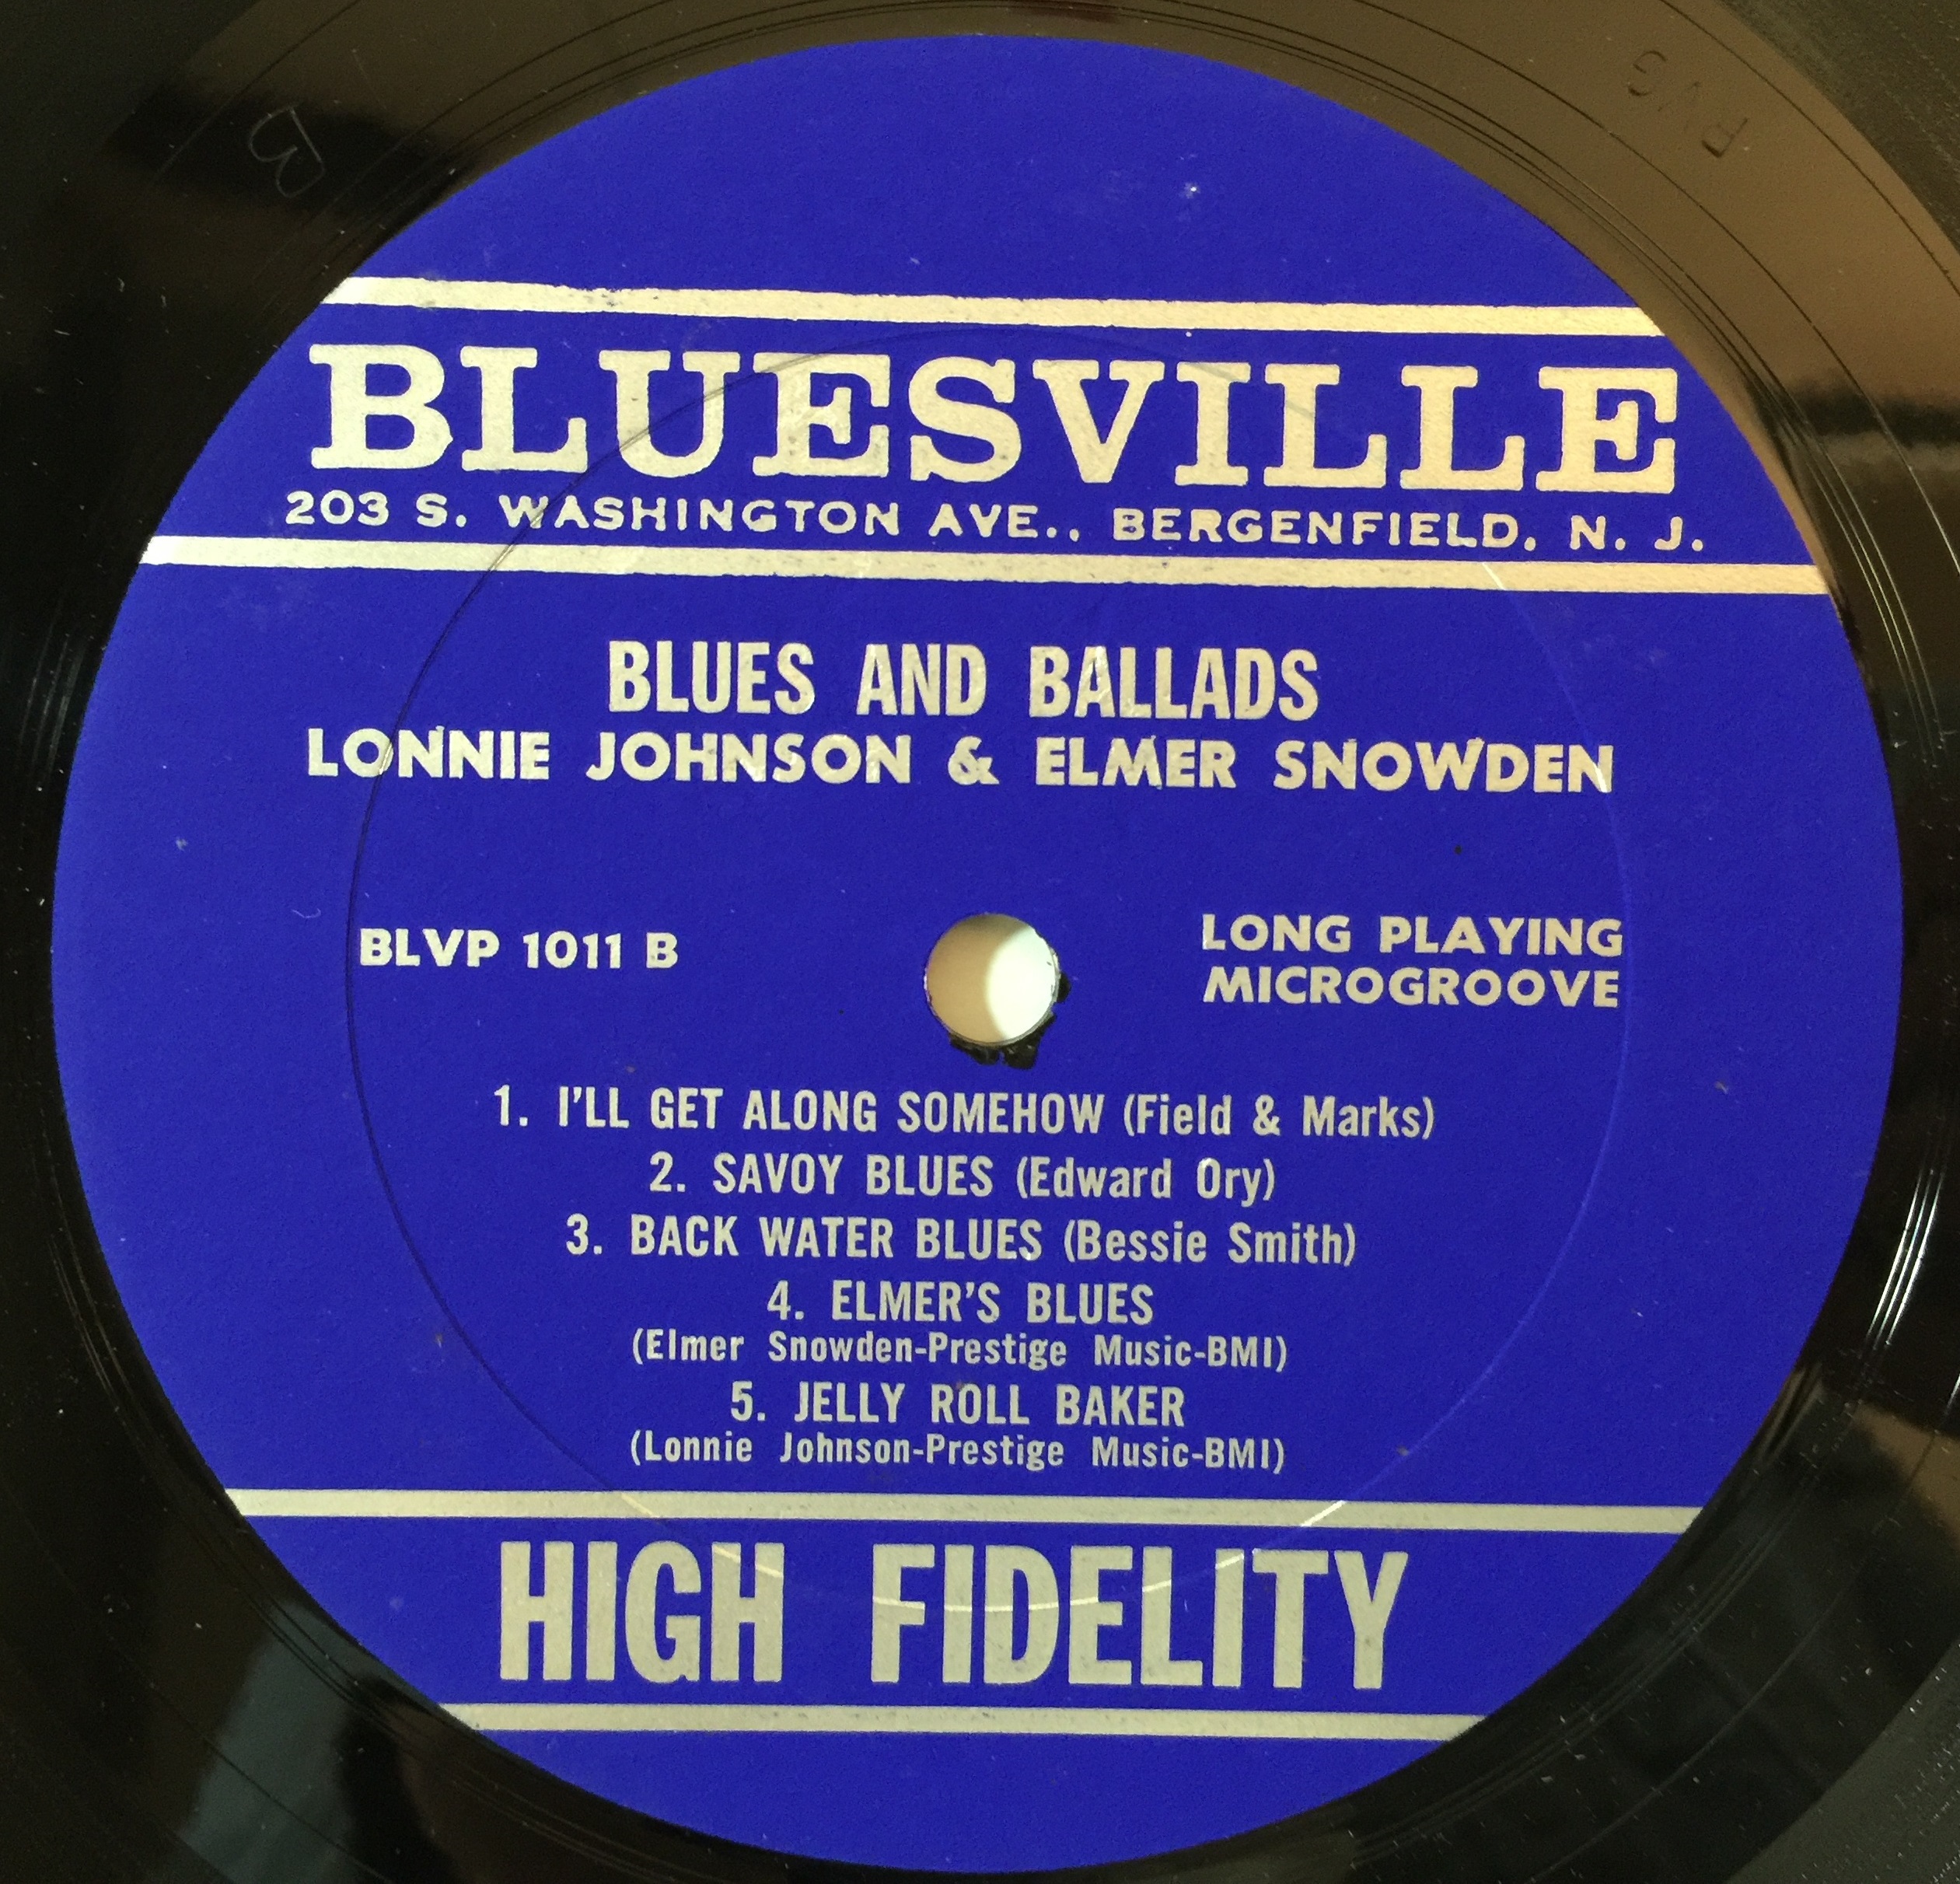 BLUESVILLE
203 S. WASHINGTON AVE., BERGENFIELD, N. J.
BLUES AND BALLADS
LONNIE JOHNSON & ELMER SNOWDEN
BLVP 1011 B
LONG PLAYING
MICROGROOVE
1. I'LL GET ALONG SOMEHOW (Field & Marks)
2. SAVOY BLUES (Edward Ory)
3. BACK WATER BLUES (Bessie Smith)
4. ELMER'S BLUES
(Elmer Snowden-Prestige Music-BMI)
5. JELLY ROLL BAKER
(Lonnie Johnson-Prestige Music-BMI)
HIGH FIDELITY
B
RVG